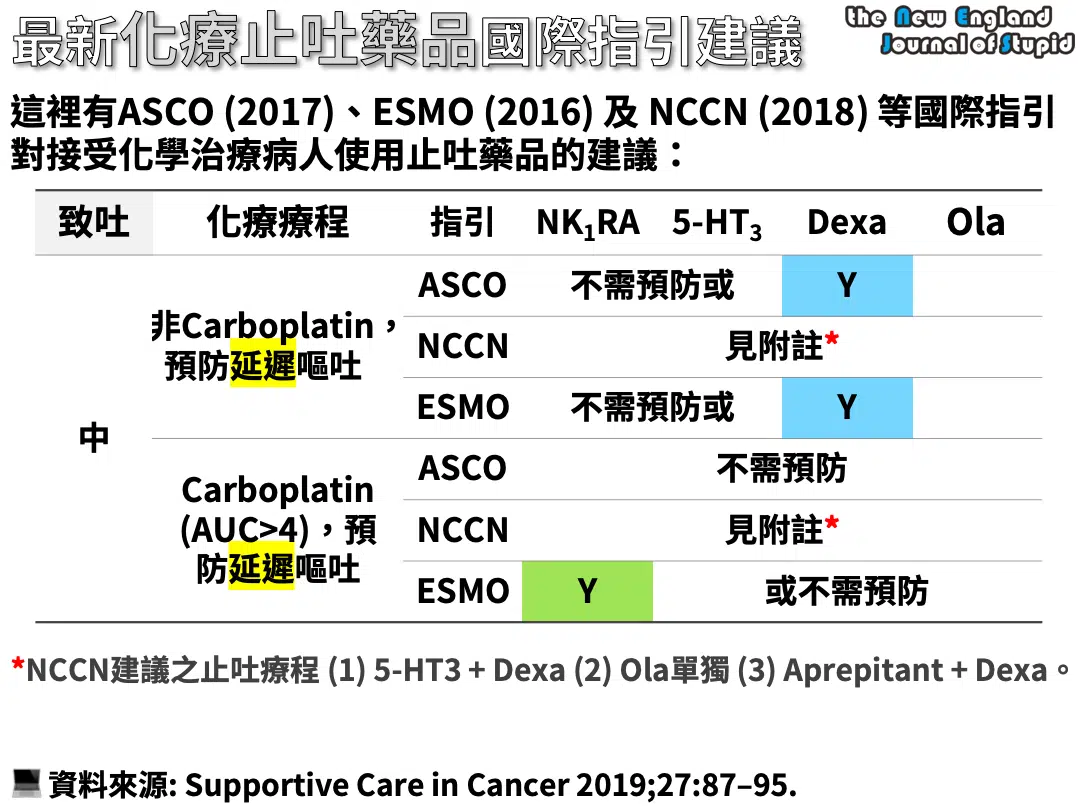 最新化療止吐藥品國際指引建議
the New England
Journal of Stupid
這裡有ASCO (2017)、ESMO (2016) 及 NCCN (2018) 等國際指引
對接受化學治療病人使用止吐藥品的建議：
致吐 化療療程 指引 NK1RA 5-HT3 Dexa Ola
中
非Carboplatin，
預防延遲嘔吐
ASCO 不需預防或 Y
NCCN 見附註*
ESMO 不需預防或 Y
Carboplatin
(AUC>4)，預
防延遲嘔吐
ASCO 不需預防
NCCN 見附註*
ESMO Y 或不需預防
*NCCN建議之止吐療程 (1) 5-HT3 + Dexa (2) Ola單獨 (3) Aprepitant + Dexa。
資料來源: Supportive Care in Cancer 2019;27:87–95.